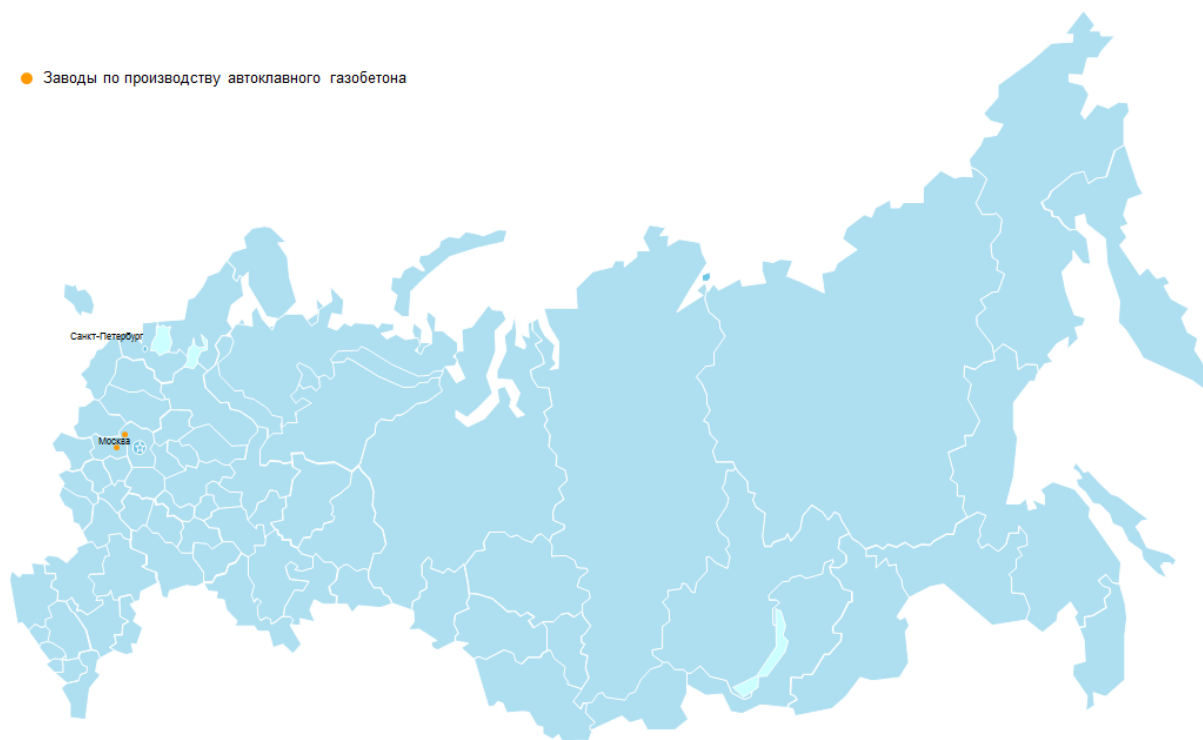 Заводы по производству автоклавного газобетона
Санкт-Петербург
Москва